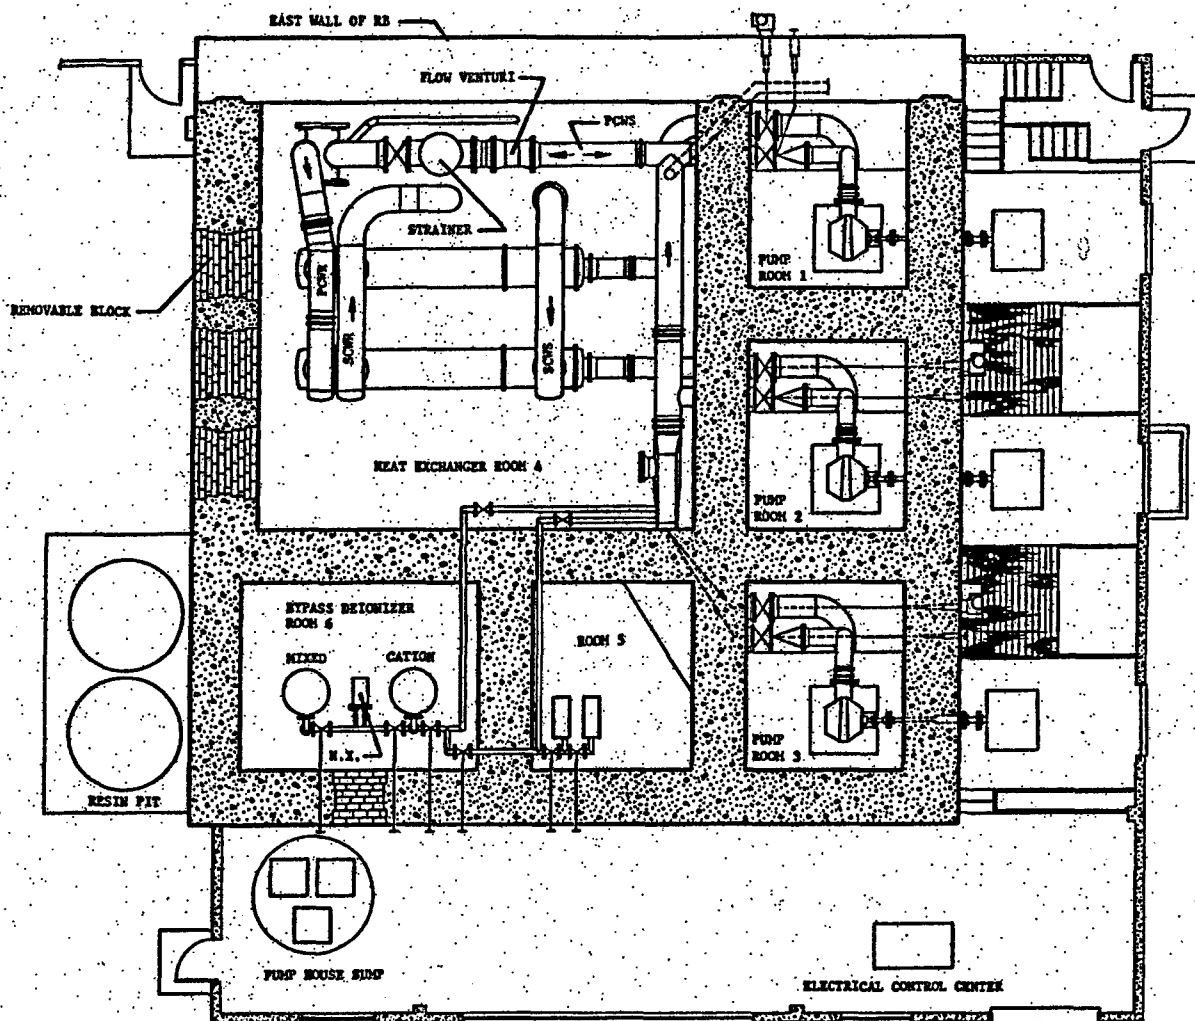 EAST WALL OF RB
FLOW VENTURI
PCWS
STRAINER
PUMP
ROOM 1
REMOVABLE BLOCK
PCWR
SCWR
SCWS
HEAT EXCHANGER ROOM 4
PUMP
ROOM 2
BYPASS DEIONIZER
ROOM 6
ROOM 5
MIXED
CATION
H.X.
PUMP
ROOM 3
RESIN PIT
PUMP HOUSE SUMP
ELECTRICAL CONTROL CENTER